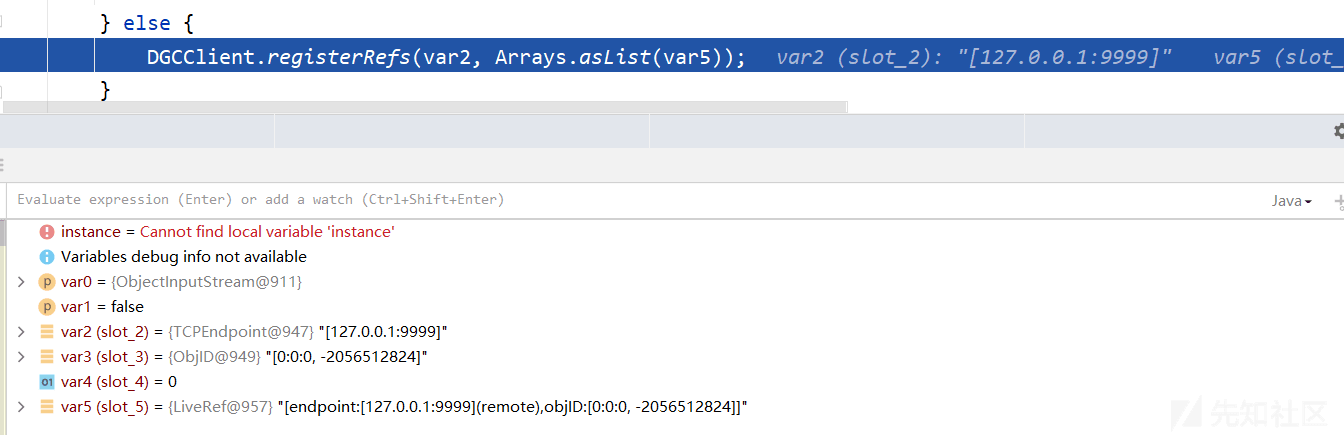 } else {
DGCClient.registerRefs(var2, Arrays.asList(var5)); var2 (slot_2): "[127.0.0.1:9999]" var5 (slot_
}
Evaluate expression (Enter) or add a watch (Ctrl+Shift+Enter)
Java
instance = Cannot find local variable 'instance'
Variables debug info not available
var0 = {ObjectInputStream@911}
var1 = false
var2 (slot_2) = {TCPEndpoint@947} "[127.0.0.1:9999]"
var3 (slot_3) = {ObjID@949} "[0:0:0, -2056512824]"
var4 (slot_4) = 0
var5 (slot_5) = {LiveRef@957} "[endpoint:[127.0.0.1:9999](remote),objID:[0:0:0, -2056512824]]"
先知社区